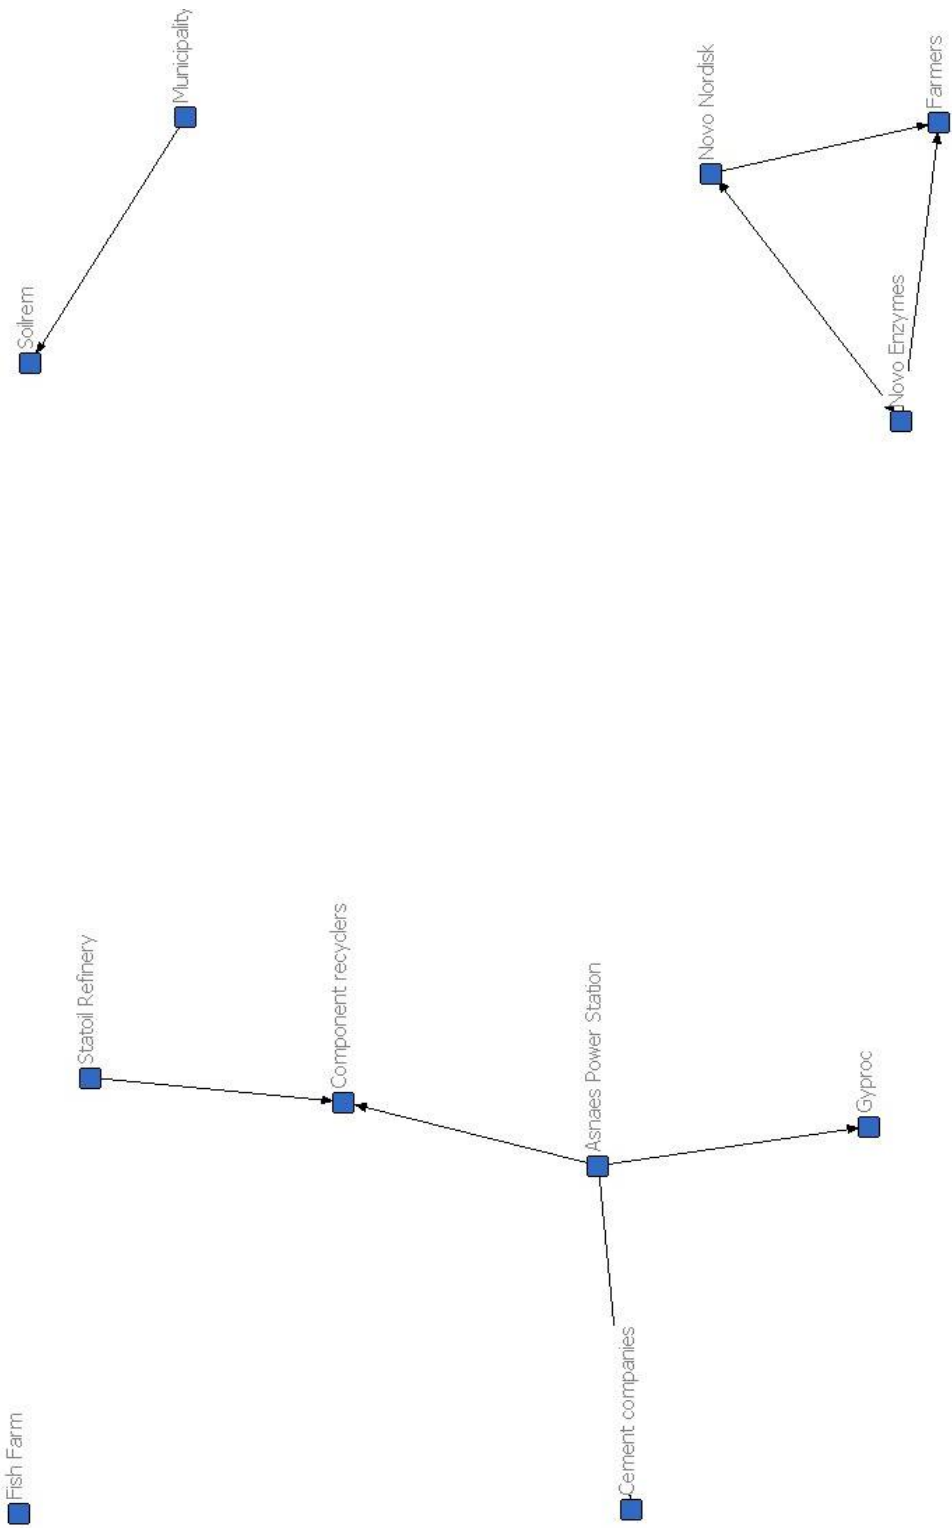 Municipality
Soilrem
Novo Nordisk
Farmers
Novo Enzymes
Statoil Refinery
Component recyclers
Asnaes Power Station
Gyproc
Cement companies
Fish Farm